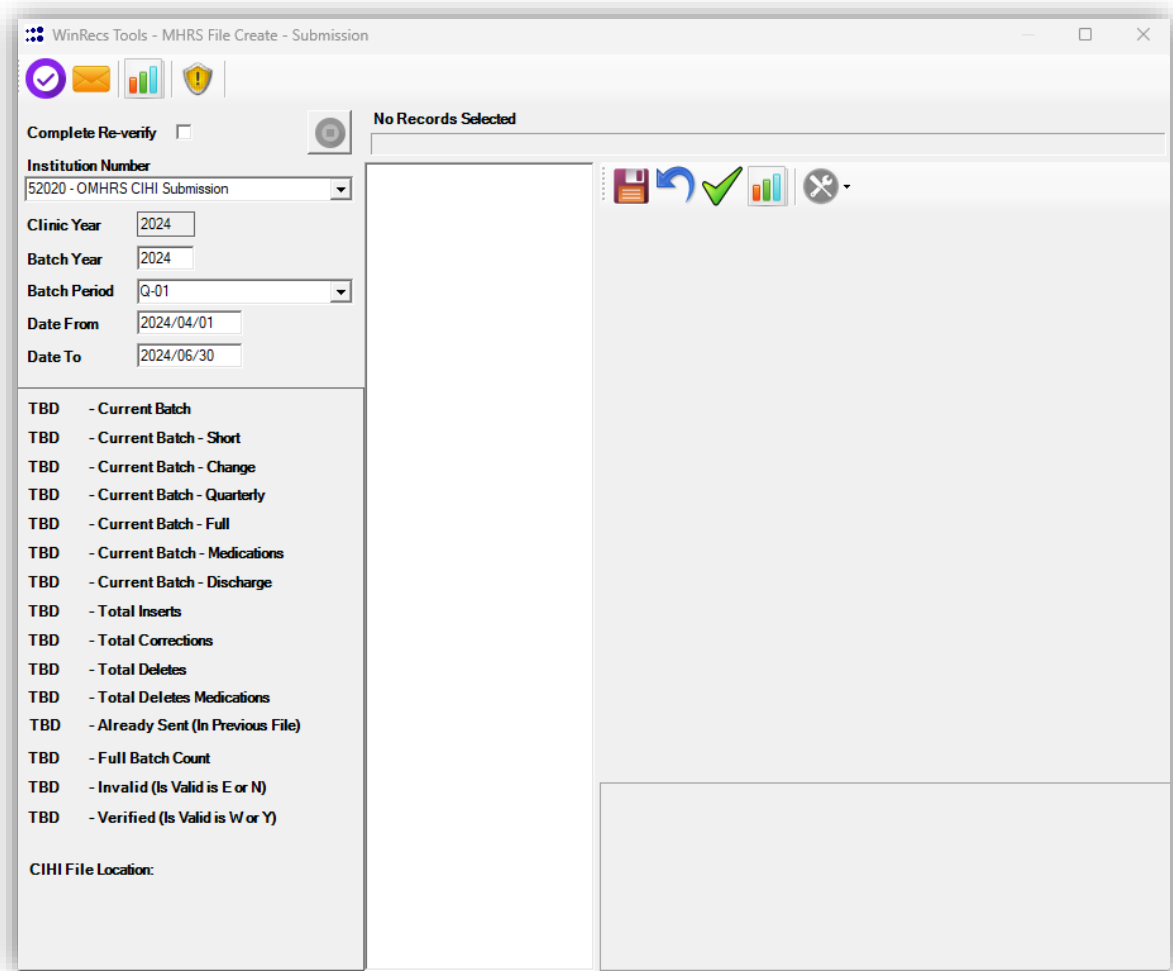 WinRecs Tools - MHRS File Create - Submission
Complete Re-verify
No Records Selected
Institution Number
52020 - OMHRS CIHI Submission
Clinic Year 2024
Batch Year 2024
Batch Period Q-01
Date From 2024/04/01
Date To 2024/06/30
TBD - Current Batch
TBD - Current Batch - Short
TBD - Current Batch - Change
TBD - Current Batch - Quarterly
TBD - Current Batch - Full
TBD - Current Batch - Medications
TBD - Current Batch - Discharge
TBD - Total Inserts
TBD - Total Corrections
TBD - Total Deletes
TBD - Total Deletes Medications
TBD - Already Sent (In Previous File)
TBD - Full Batch Count
TBD - Invalid (Is Valid is E or N)
TBD - Verified (Is Valid is W or Y)
CIHI File Location: